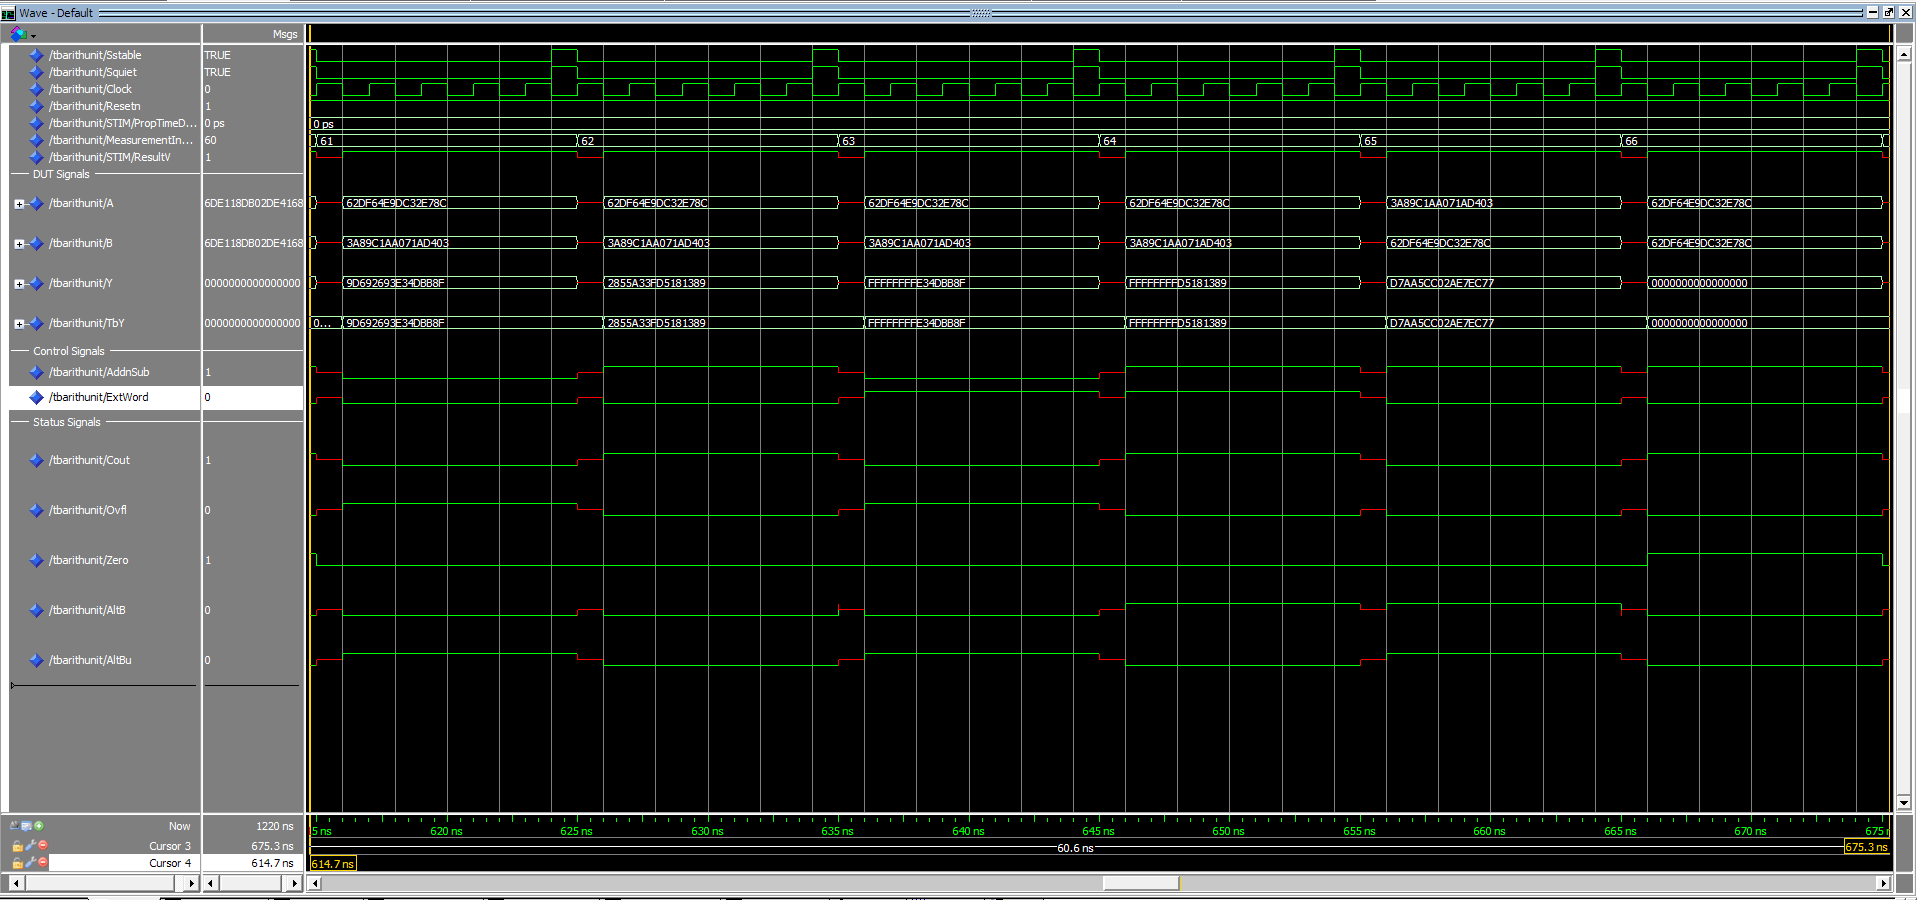 Wave - Default
Msgs
/tbarithunit/Sstable TRUE
/tbarithunit/Squiet TRUE
/tbarithunit/Clock 0
/tbarithunit/Resetn 1
/tbarithunit/STIM/PropTimeD... 0 ps 0 ps
/tbarithunit/MeasurementIn... 60 61 62 63 64 65 66
/tbarithunit/STIM/ResultV 1
DUT Signals
/tbarithunit/A 6DE118DB02DE4168 62DF64E9DC32E78C 62DF64E9DC32E78C 62DF64E9DC32E78C 62DF64E9DC32E78C 3A89C1AA071AD403 62DF64E9DC32E78C
/tbarithunit/B 6DE118DB02DE4168 3A89C1AA071AD403 3A89C1AA071AD403 3A89C1AA071AD403 3A89C1AA071AD403 62DF64E9DC32E78C 62DF64E9DC32E78C
/tbarithunit/Y 0000000000000000 9D692693E34DBB8F 2855A33FD5181389 FFFFFFFFE34DBB8F FFFFFFFFD5181389 D7AA5CC02AE7EC77 0000000000000000
/tbarithunit/TbY 0000000000000000 0... 9D692693E34DBB8F 2855A33FD5181389 FFFFFFFFE34DBB8F FFFFFFFFD5181389 D7AA5CC02AE7EC77 0000000000000000
Control Signals
/tbarithunit/AddnSub 1
/tbarithunit/ExtWord 0
Status Signals
/tbarithunit/Cout 1
/tbarithunit/Ovfl 0
/tbarithunit/Zero 1
/tbarithunit/AltB 0
/tbarithunit/AltBu 0
Now 1220 ns 5 ns 620 ns 625 ns 630 ns 635 ns 640 ns 645 ns 650 ns 655 ns 660 ns 665 ns 670 ns 675 n
Cursor 3 675.3 ns 60.6 ns 675.3 ns
Cursor 4 614.7 ns 614.7 ns